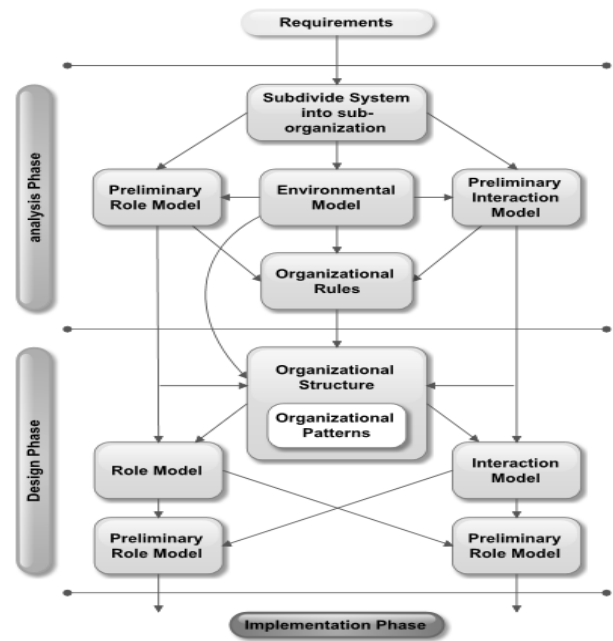 Requirements
analysis Phase
Subdivide System
into sub-
organization
Preliminary
Role Model
Environmental
Model
Preliminary
Interaction Model
Organizational
Rules
Design Phase
Organizational
Structure
Organizational
Patterns
Role Model
Interaction
Model
Preliminary
Role Model
Preliminary
Role Model
Implementation Phase